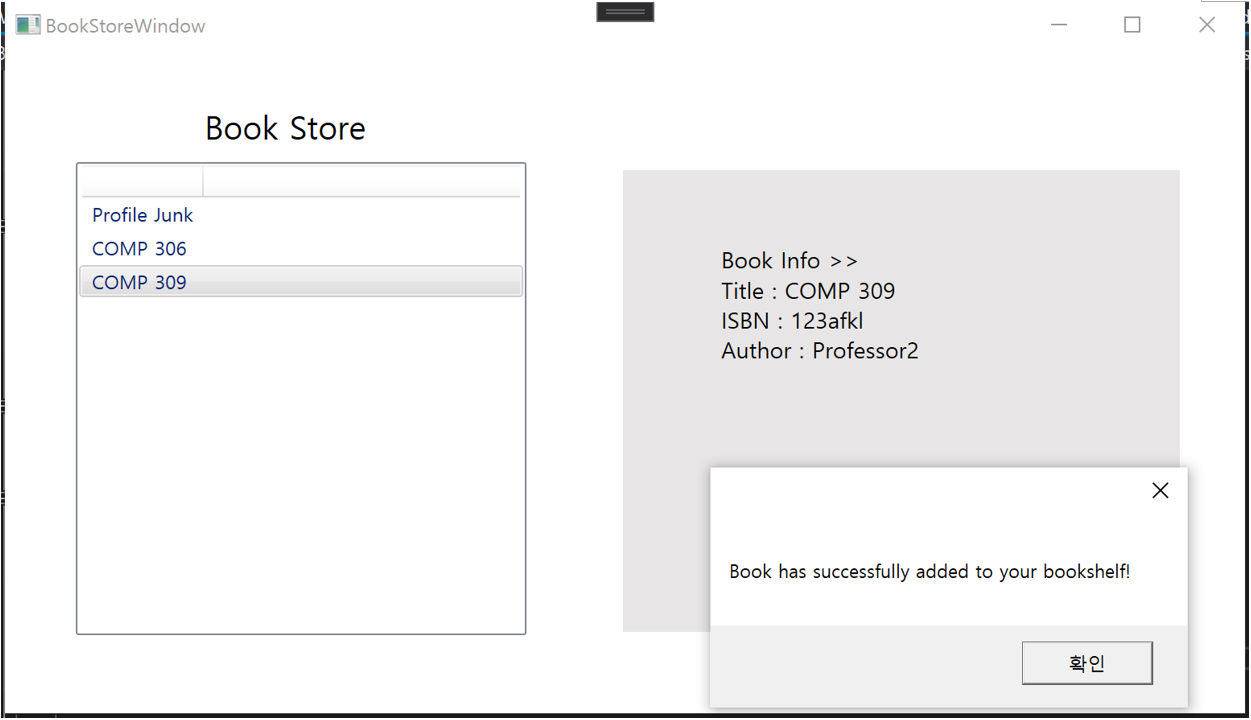 BookStoreWindow
Book Store
Profile Junk
COMP 306
COMP 309
Book Info >>
Title : COMP 309
ISBN : 123afkl
Author : Professor2
Book has successfully added to your bookshelf!
확인